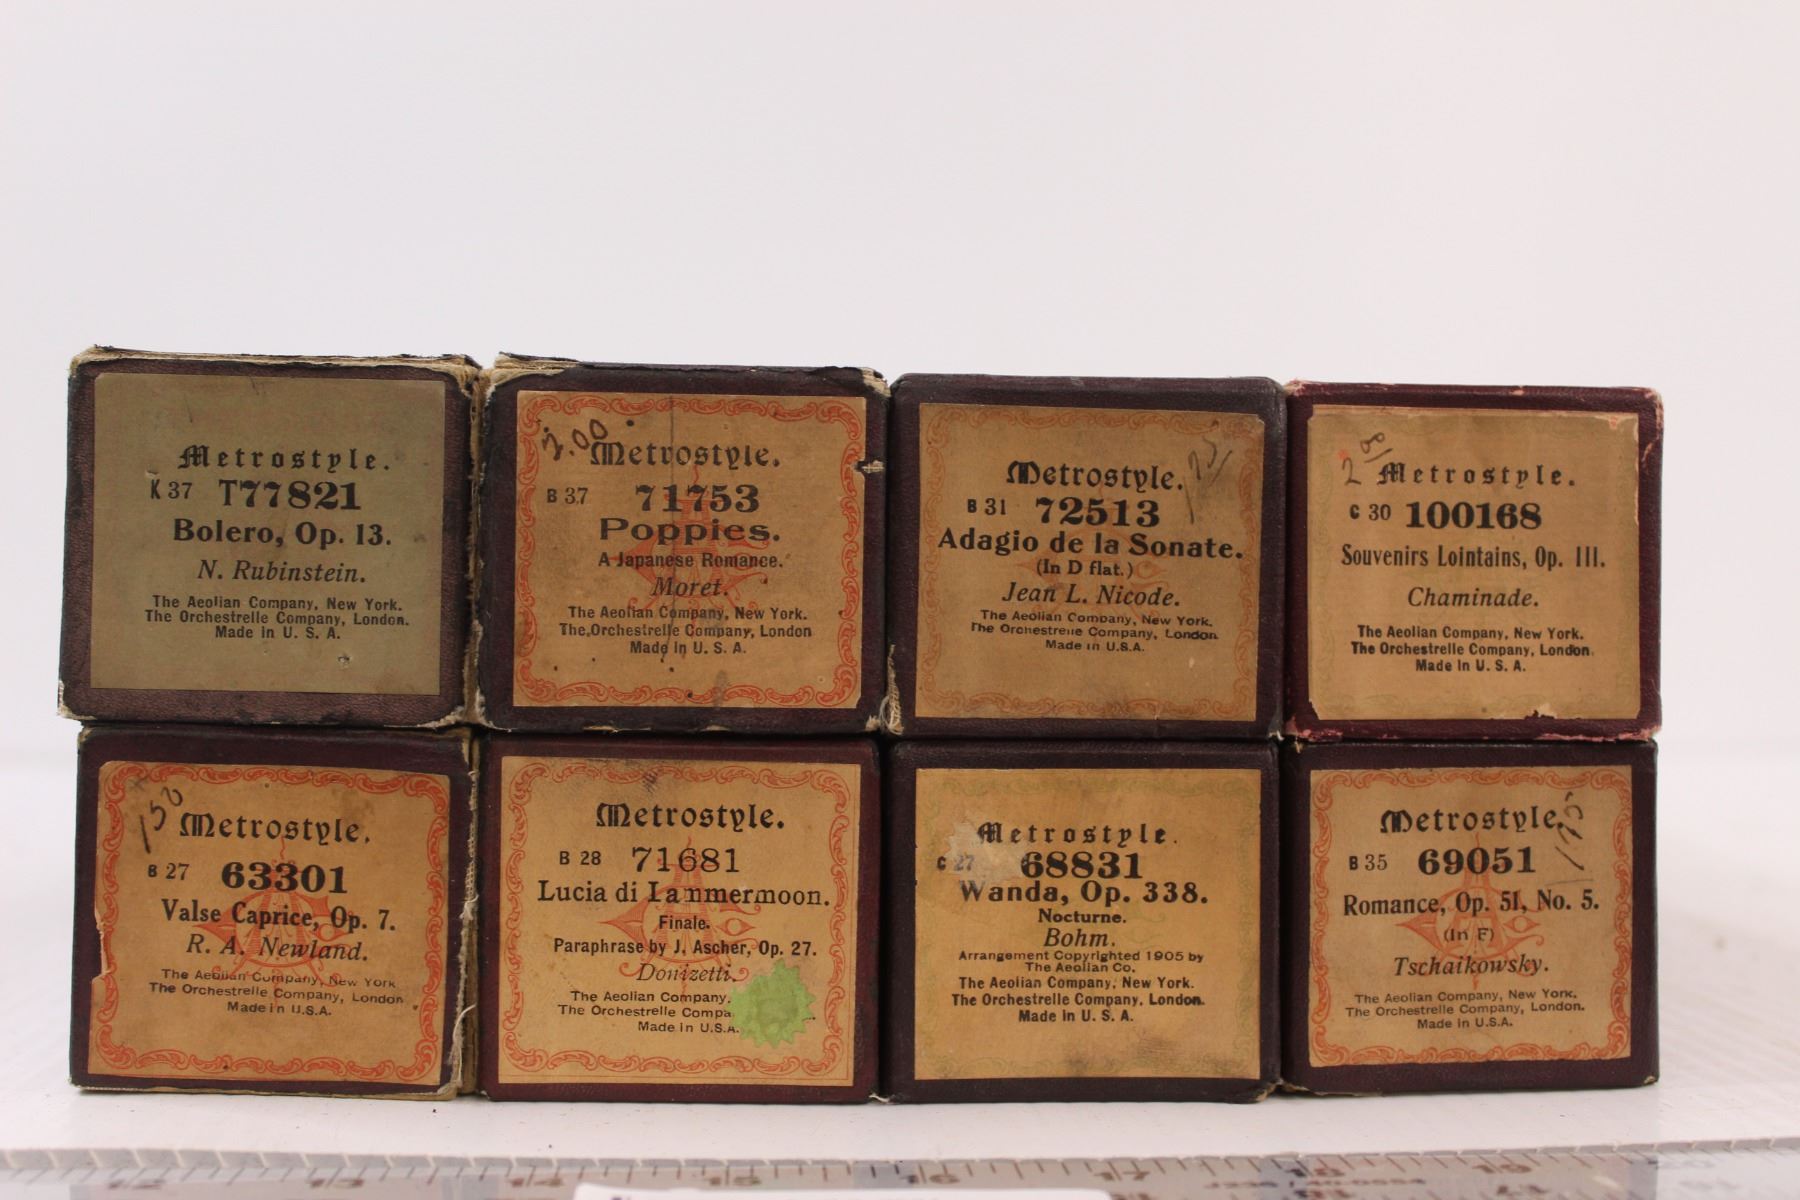 Metrostyle.
K 37 T77821
Bolero, Op. 13.
N. Rubinstein.
The Aeolian Company, New York.
The Orchestrelle Company, London.
Made in U. S. A.
2.00
Metrostyle.
B 37 71753
Poppies.
A Japanese Romance.
Moret.
The Aeolian Company, New York.
The Orchestrelle Company, London
Made in U. S. A.
Metrostyle.
B 31 72513
Adagio de la Sonate.
(In D flat.)
Jean L. Nicode.
The Aeolian Company, New York.
The Orchestrelle Company, London.
Made in U.S.A.
Metrostyle.
C 30 100168
Souvenirs Lointains, Op. 111.
Chaminade.
The Aeolian Company, New York.
The Orchestrelle Company, London.
Made in U. S. A.
150
Metrostyle.
B 27 63301
Valse Caprice, Op. 7.
R. A. Newland.
The Aeolian Company, New York
The Orchestrelle Company, London
Made in U.S.A.
Metrostyle.
B 28 71681
Lucia di Lammermoon.
Finale.
Paraphrase by J. Ascher, Op. 27.
Donizetti.
The Aeolian Company.
The Orchestrelle Compa
Made in U.S.A.
Metrostyle.
C 27 68831
Wanda, Op. 338.
Nocturne.
Bohm.
Arrangement Copyrighted 1905 by
The Aeolian Co.
The Aeolian Company, New York.
The Orchestrelle Company, London.
Made in U. S. A.
Metrostyle.
B 35 69051
Romance, Op. 51, No. 5.
(In F)
Tschaikowsky.
The Aeolian Company, New York.
The Orchestrelle Company, London.
Made in U.S.A.